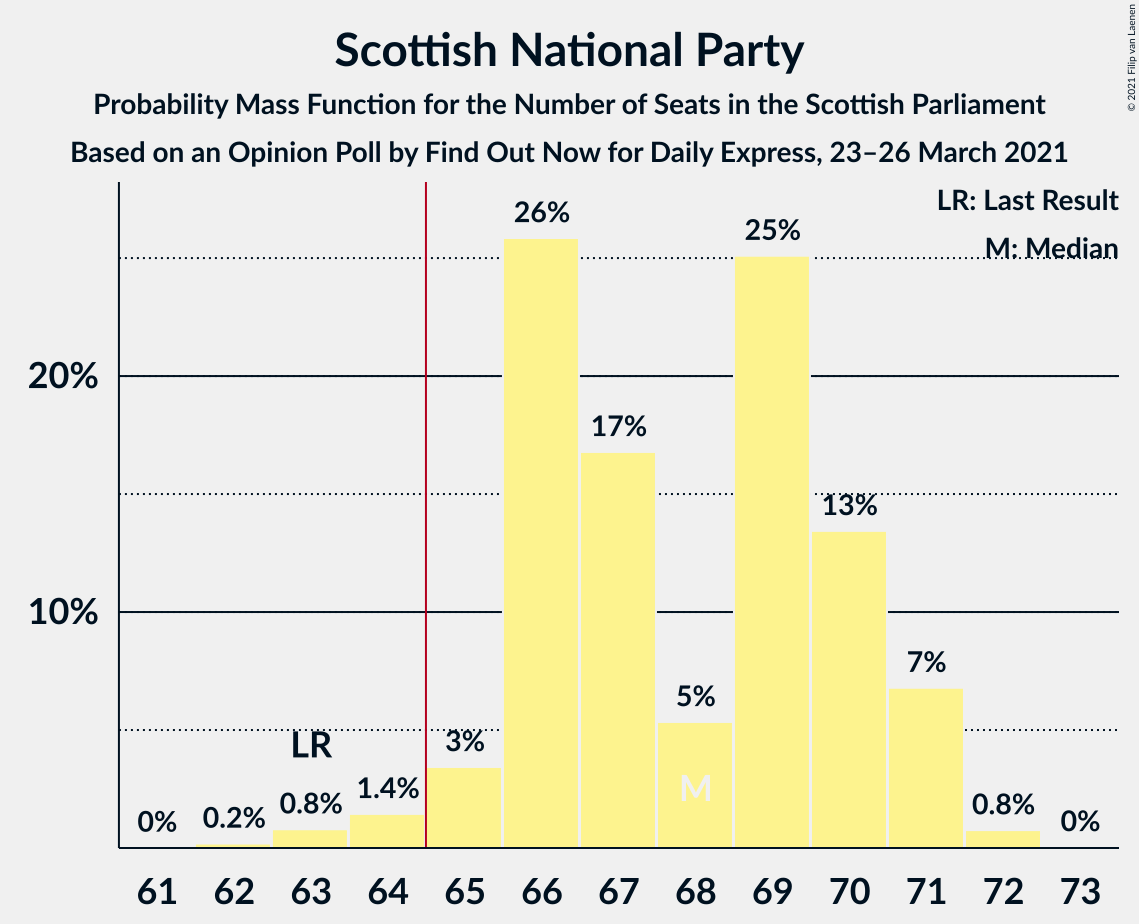 Scottish National Party
Probability Mass Function for the Number of Seats in the Scottish Parliament
Based on an Opinion Poll by Find Out Now for Daily Express, 23–26 March 2021
© 2021 Filip van Laenen
LR: Last Result
M: Median
20%
10%
0%
0.2%
LR
0.8%
1.4%
3%
26%
17%
5%
M
25%
13%
7%
0.8%
0%
61 62 63 64 65 66 67 68 69 70 71 72 73